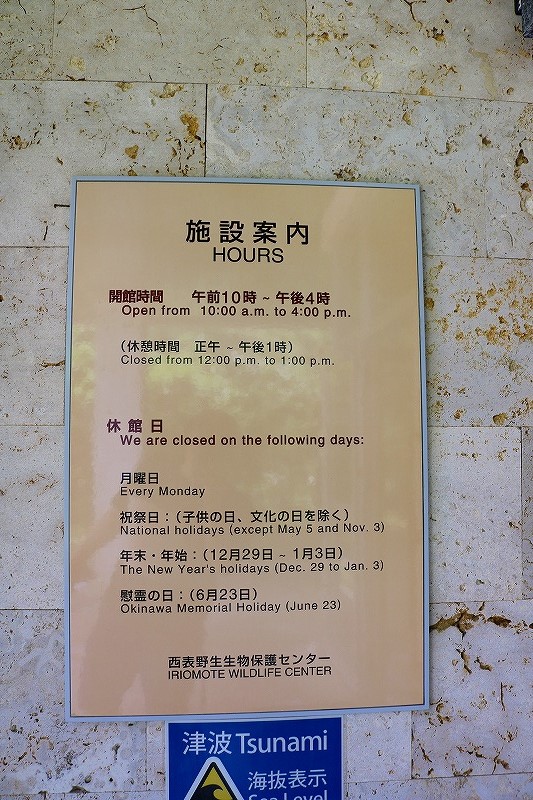 施設案内
HOURS
開館時間　午前10時 ~ 午後4時
Open from 10:00 a.m. to 4:00 p.m.
（休憩時間　正午 ~ 午後1時）
Closed from 12:00 p.m. to 1:00 p.m.
休館日
We are closed on the following days:
月曜日
Every Monday
祝祭日：（子供の日、文化の日を除く）
National holidays (except May 5 and Nov. 3)
年末・年始：（12月29日 ~ 1月3日）
The New Year's holidays (Dec. 29 to Jan. 3)
慰霊の日：（6月23日）
Okinawa Memorial Holiday (June 23)
西表野生生物保護センター
IRIOMOTE WILDLIFE CENTER
津波 Tsunami
海抜表示
Sea Level